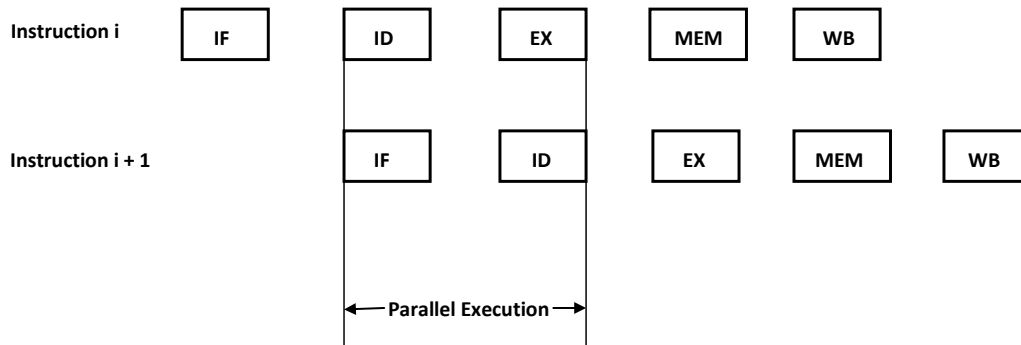 Instruction i IF ID EX MEM WB
Instruction i + 1 IF ID EX MEM WB
Parallel Execution